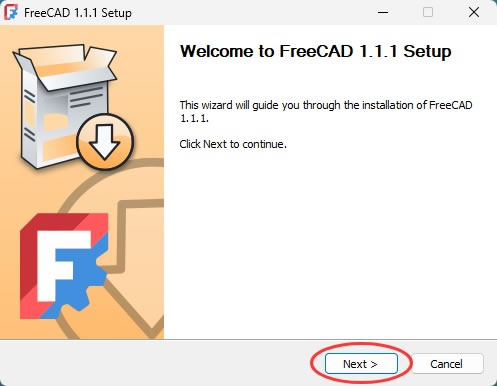 FreeCAD 1.1.1 Setup
Welcome to FreeCAD 1.1.1 Setup
This wizard will guide you through the installation of FreeCAD
1.1.1.
Click Next to continue.
Next >
Cancel